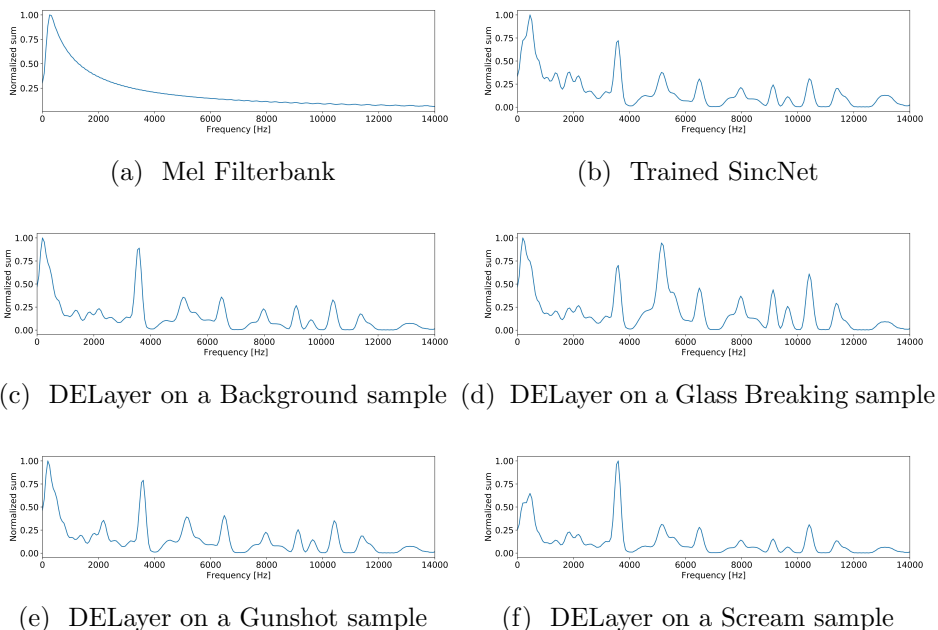 1.00
0.75
0.50
0.25
Normalized sum
0 2000 4000 6000 8000 10000 12000 14000
Frequency [Hz]
(a) Mel Filterbank
1.00
0.75
0.50
0.25
0.00
Normalized sum
0 2000 4000 6000 8000 10000 12000 14000
Frequency [Hz]
(b) Trained SincNet
1.00
0.75
0.50
0.25
0.00
Normalized sum
0 2000 4000 6000 8000 10000 12000 14000
Frequency [Hz]
(c) DELayer on a Background sample
1.00
0.75
0.50
0.25
0.00
Normalized sum
0 2000 4000 6000 8000 10000 12000 14000
Frequency [Hz]
(d) DELayer on a Glass Breaking sample
1.00
0.75
0.50
0.25
0.00
Normalized sum
0 2000 4000 6000 8000 10000 12000 14000
Frequency [Hz]
(e) DELayer on a Gunshot sample
1.00
0.75
0.50
0.25
0.00
Normalized sum
0 2000 4000 6000 8000 10000 12000 14000
Frequency [Hz]
(f) DELayer on a Scream sample